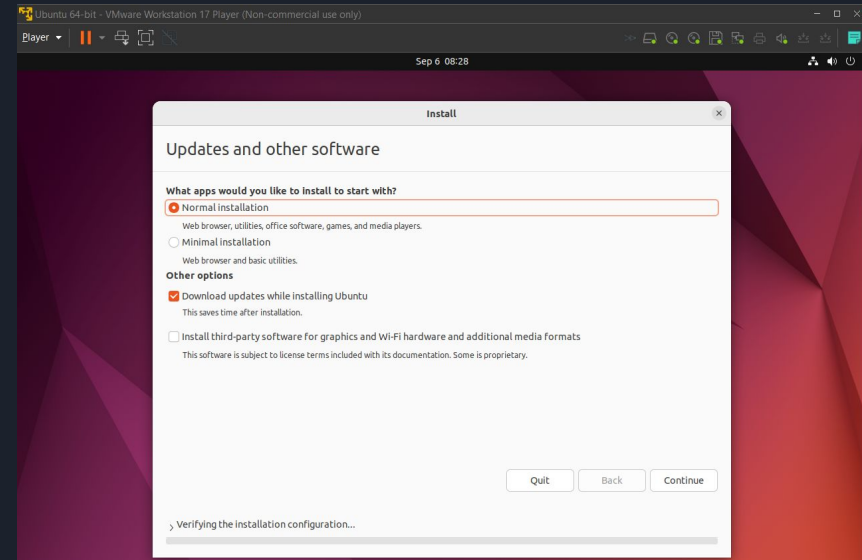 Ubuntu 64-bit - VMware Workstation 17 Player (Non-commercial use only)
Player
Sep 6 08:28
Install
Updates and other software
What apps would you like to install to start with?
Normal installation
Web browser, utilities, office software, games, and media players.
Minimal installation
Web browser and basic utilities.
Other options
Download updates while installing Ubuntu
This saves time after installation.
Install third-party software for graphics and Wi-Fi hardware and additional media formats
This software is subject to license terms included with its documentation. Some is proprietary.
Quit Back Continue
Verifying the installation configuration...